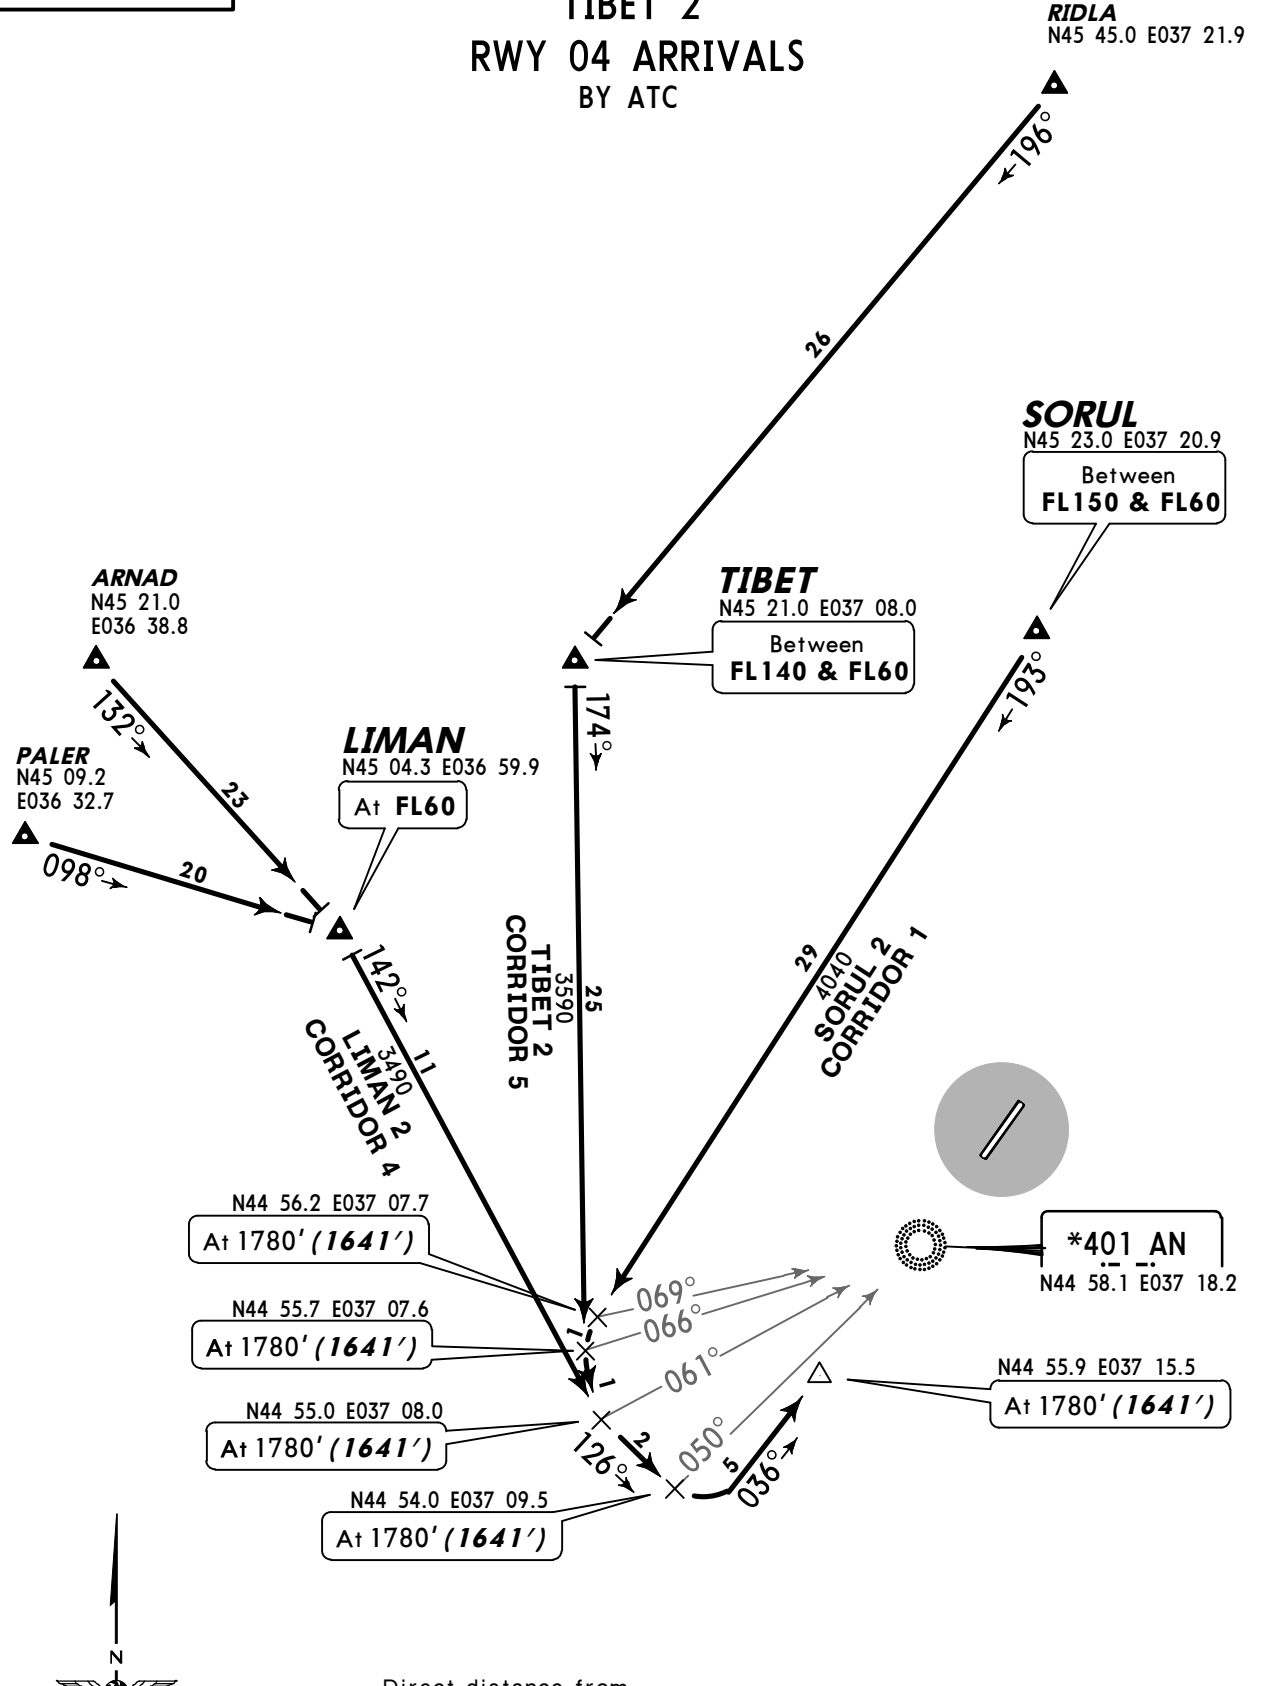 TIBET 2
RWY 04 ARRIVALS
BY ATC
RIDLA
N45 45.0 E037 21.9
196°
26
SORUL
N45 23.0 E037 20.9
Between
FL150 & FL60
193°
TIBET
N45 21.0 E037 08.0
Between
FL140 & FL60
174°
ARNAD
N45 21.0
E036 38.8
132°
23
PALER
N45 09.2
E036 32.7
098°
20
LIMAN
N45 04.3 E036 59.9
At FL60
142°
11
3490
LIMAN 2
CORRIDOR 4
25
3590
TIBET 2
CORRIDOR 5
29
4040
SORUL 2
CORRIDOR 1
N44 56.2 E037 07.7
At 1780' (1641')
N44 55.7 E037 07.6
At 1780' (1641')
N44 55.0 E037 08.0
At 1780' (1641')
N44 54.0 E037 09.5
At 1780' (1641')
1
1
2
126°
069°
066°
061°
050°
5
036°
*401 AN
N44 58.1 E037 18.2
N44 55.9 E037 15.5
At 1780' (1641')
N
Direct distance from